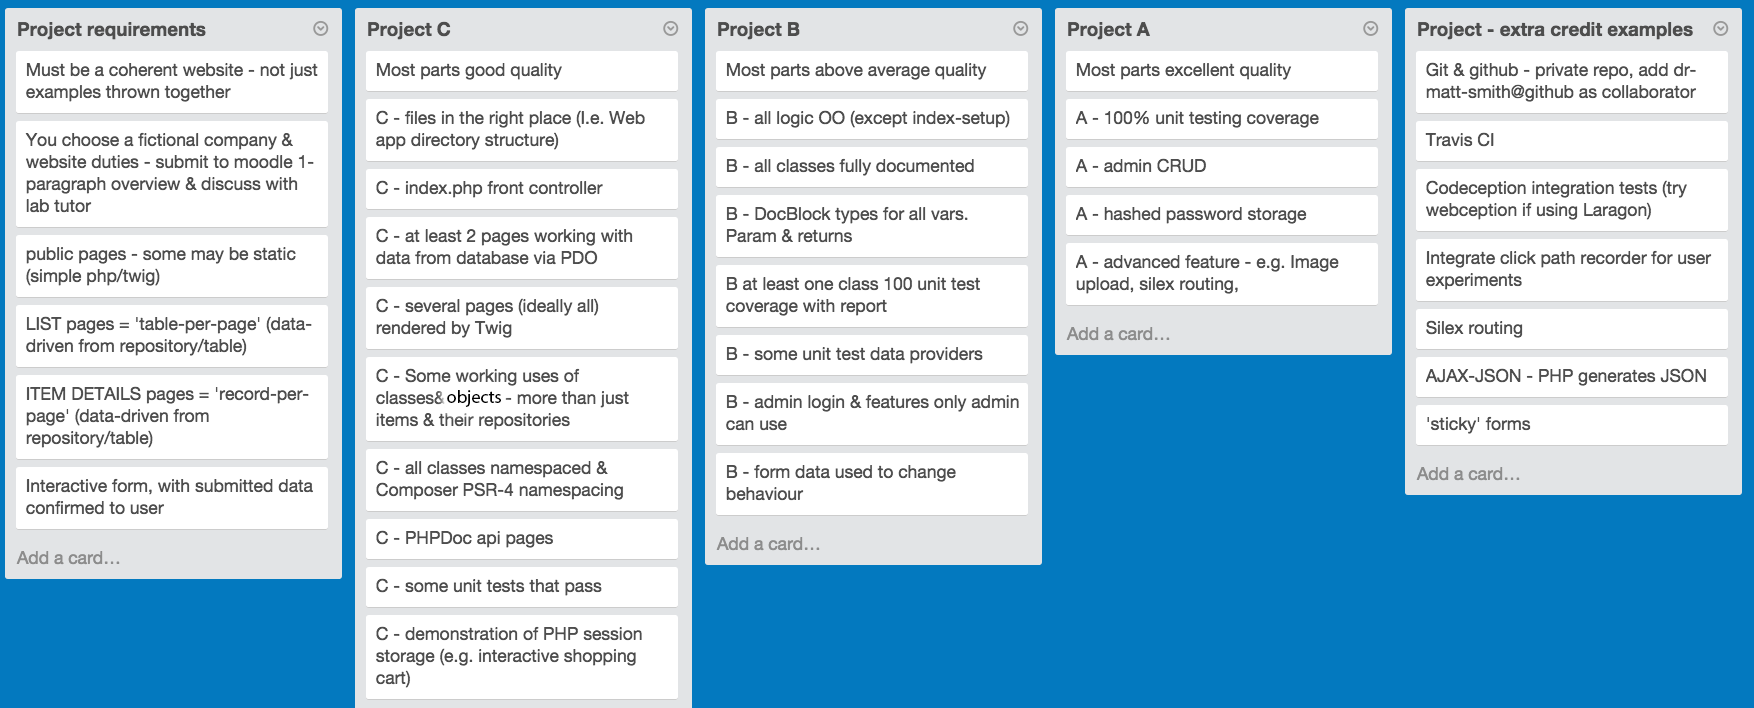 Project requirements
Must be a coherent website - not just
examples thrown together
You choose a fictional company &
website duties - submit to moodle 1-
paragraph overview & discuss with
lab tutor
public pages - some may be static
(simple php/twig)
LIST pages = 'table-per-page' (data-
driven from repository/table)
ITEM DETAILS pages = 'record-per-
page' (data-driven from
repository/table)
Interactive form, with submitted data
confirmed to user
Add a card…
Project C
Most parts good quality
C - files in the right place (I.e. Web
app directory structure)
C - index.php front controller
C - at least 2 pages working with
data from database via PDO
C - several pages (ideally all)
rendered by Twig
C - Some working uses of
classes& objects - more than just
items & their repositories
C - all classes namespaced &
Composer PSR-4 namespacing
C - PHPDoc api pages
C - some unit tests that pass
C - demonstration of PHP session
storage (e.g. interactive shopping
cart)
Project B
Most parts above average quality
B - all logic OO (except index-setup)
B - all classes fully documented
B - DocBlock types for all vars.
Param & returns
B at least one class 100 unit test
coverage with report
B - some unit test data providers
B - admin login & features only admin
can use
B - form data used to change
behaviour
Add a card…
Project A
Most parts excellent quality
A - 100% unit testing coverage
A - admin CRUD
A - hashed password storage
A - advanced feature - e.g. Image
upload, silex routing,
Add a card…
Project - extra credit examples
Git & github - private repo, add dr-
matt-smith@github as collaborator
Travis CI
Codeception integration tests (try
webception if using Laragon)
Integrate click path recorder for user
experiments
Silex routing
AJAX-JSON - PHP generates JSON
'sticky' forms
Add a card…